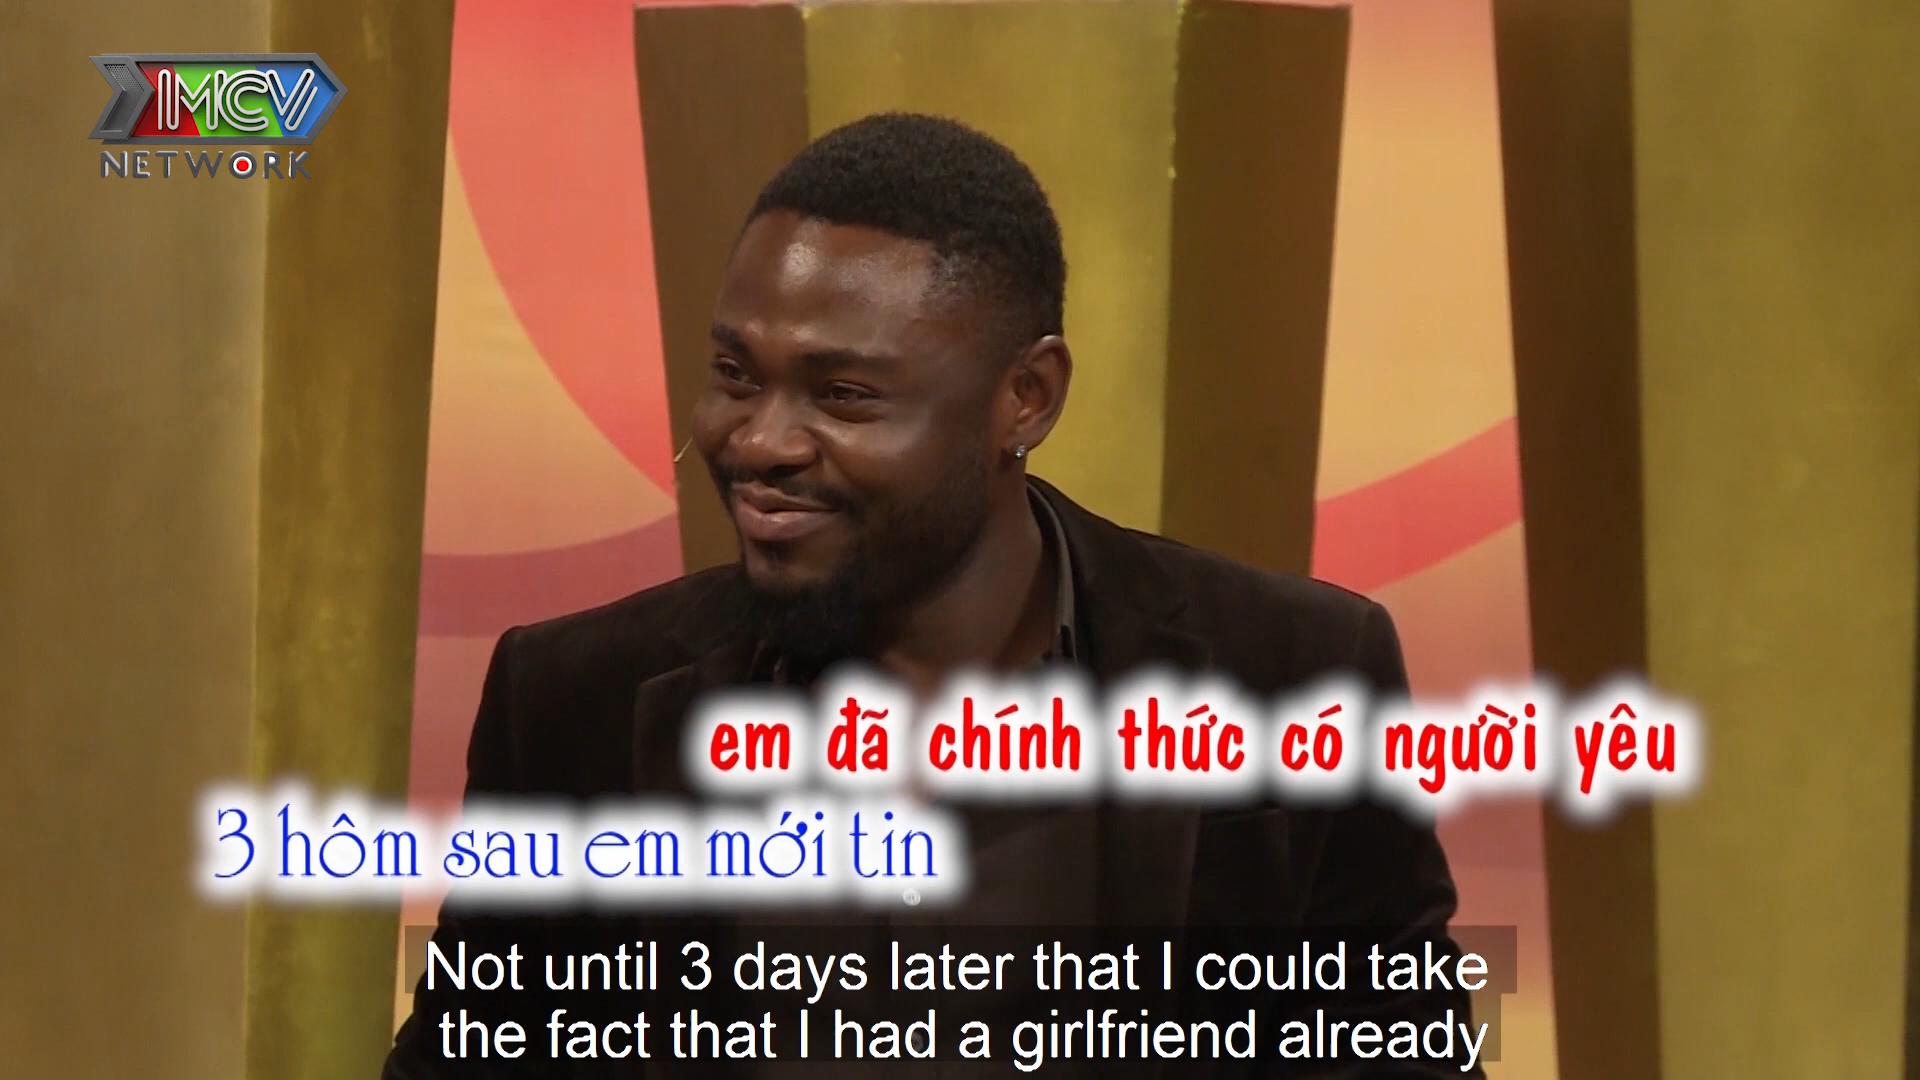 MCV
NETWORK
em đã chính thức có người yêu
3 hôm sau em mới tin
Not until 3 days later that I could take
the fact that I had a girlfriend already